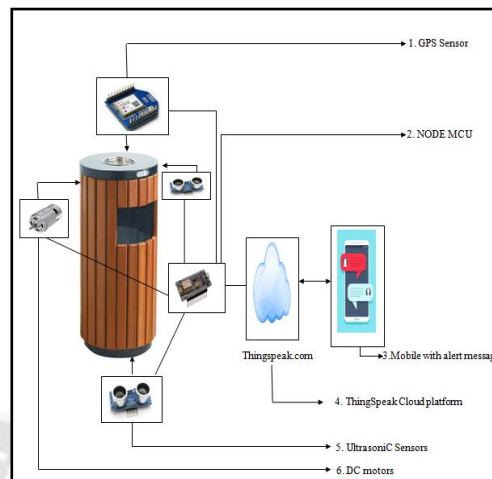 1. GPS Sensor
2. NODE MCU
Thingspeak.com
3.Mobile with alert message
4. ThingSpeak Cloud platform
5. UltrasoniC Sensors
6. DC motors